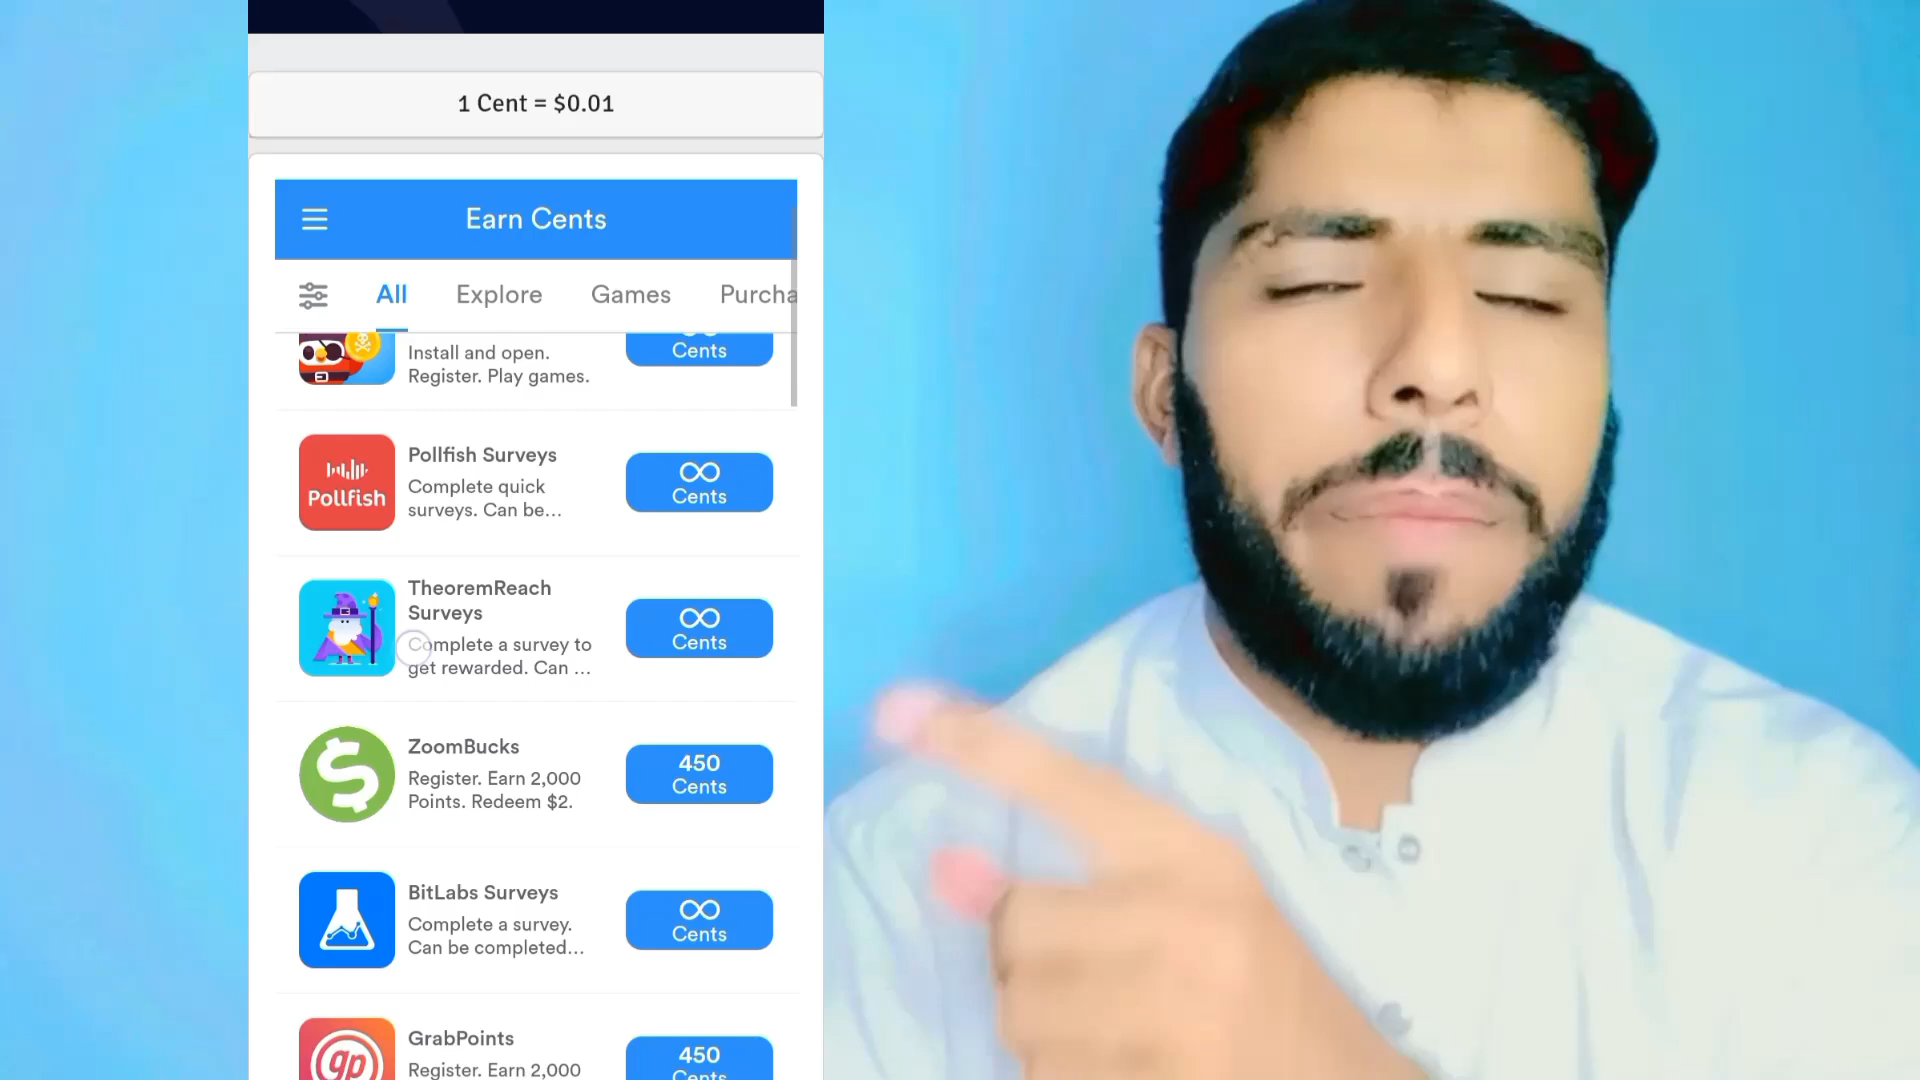 1 Cent = $0.01
Earn Cents
All
Explore
Games
Purcha
Install and open.
Register. Play games.
Cents
Pollfish
Pollfish Surveys
Complete quick
surveys. Can be...
∞
Cents
TheoremReach
Surveys
Complete a survey to
get rewarded. Can ...
∞
Cents
ZoomBucks
Register. Earn 2,000
Points. Redeem $2.
450
Cents
BitLabs Surveys
Complete a survey.
Can be completed...
∞
Cents
gp
GrabPoints
Register. Earn 2,000
450
Cents